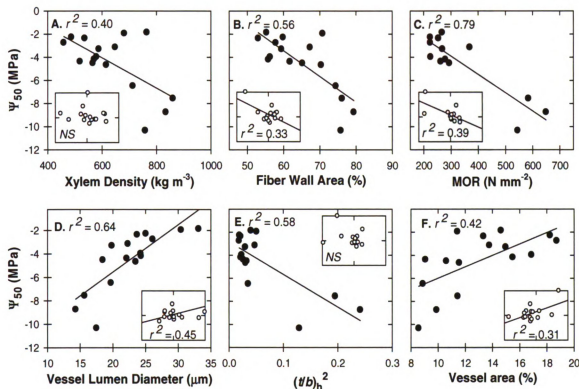 A. r² = 0.40
B. r² = 0.56
C. r² = 0.79
0
-2
-4
-6
-8
-10
-12
Ψ50 (MPa)
NS
r² = 0.33
r² = 0.39
400 600 800 1000
50 60 70 80 90
200 300 400 500 600 700
Xylem Density (kg m⁻³)
Fiber Wall Area (%)
MOR (N mm⁻²)
D. r² = 0.64
E. r² = 0.58
F. r² = 0.42
-2
-4
-6
-8
-10
-12
Ψ50 (MPa)
r² = 0.45
NS
r² = 0.31
10 15 20 25 30 35
0.0 0.1 0.2 0.3
8 10 12 14 16 18 20
Vessel Lumen Diameter (μm)
(t/b)h²
Vessel area (%)